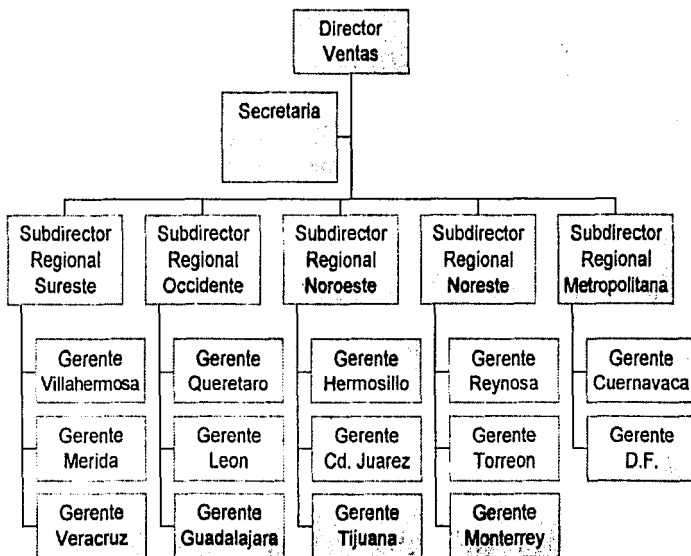 Director
Ventas
Secretaria
Subdirector
Regional
Sureste
Subdirector
Regional
Occidente
Subdirector
Regional
Noroeste
Subdirector
Regional
Noreste
Subdirector
Regional
Metropolitana
Gerente
Villahermosa
Gerente
Queretaro
Gerente
Hermosillo
Gerente
Reynosa
Gerente
Cuernavaca
Gerente
Merida
Gerente
Leon
Gerente
Cd. Juarez
Gerente
Torreon
Gerente
D.F.
Gerente
Veracruz
Gerente
Guadalajara
Gerente
Tijuana
Gerente
Monterrey